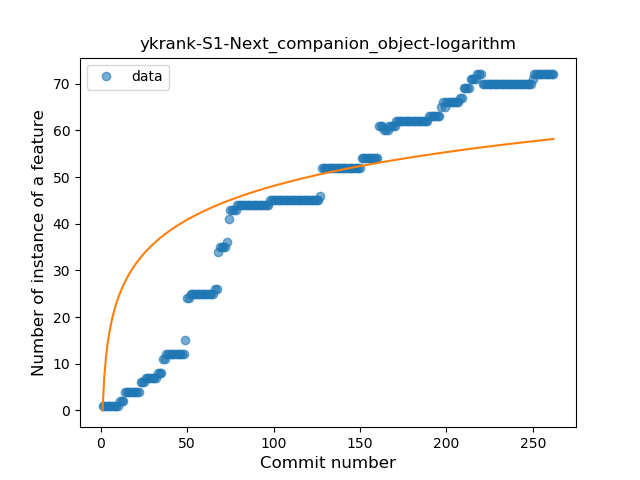 ykrank-S1-Next_companion_object-logarithm
data
Number of instance of a feature
70
60
50
40
30
20
10
0
0 50 100 150 200 250
Commit number